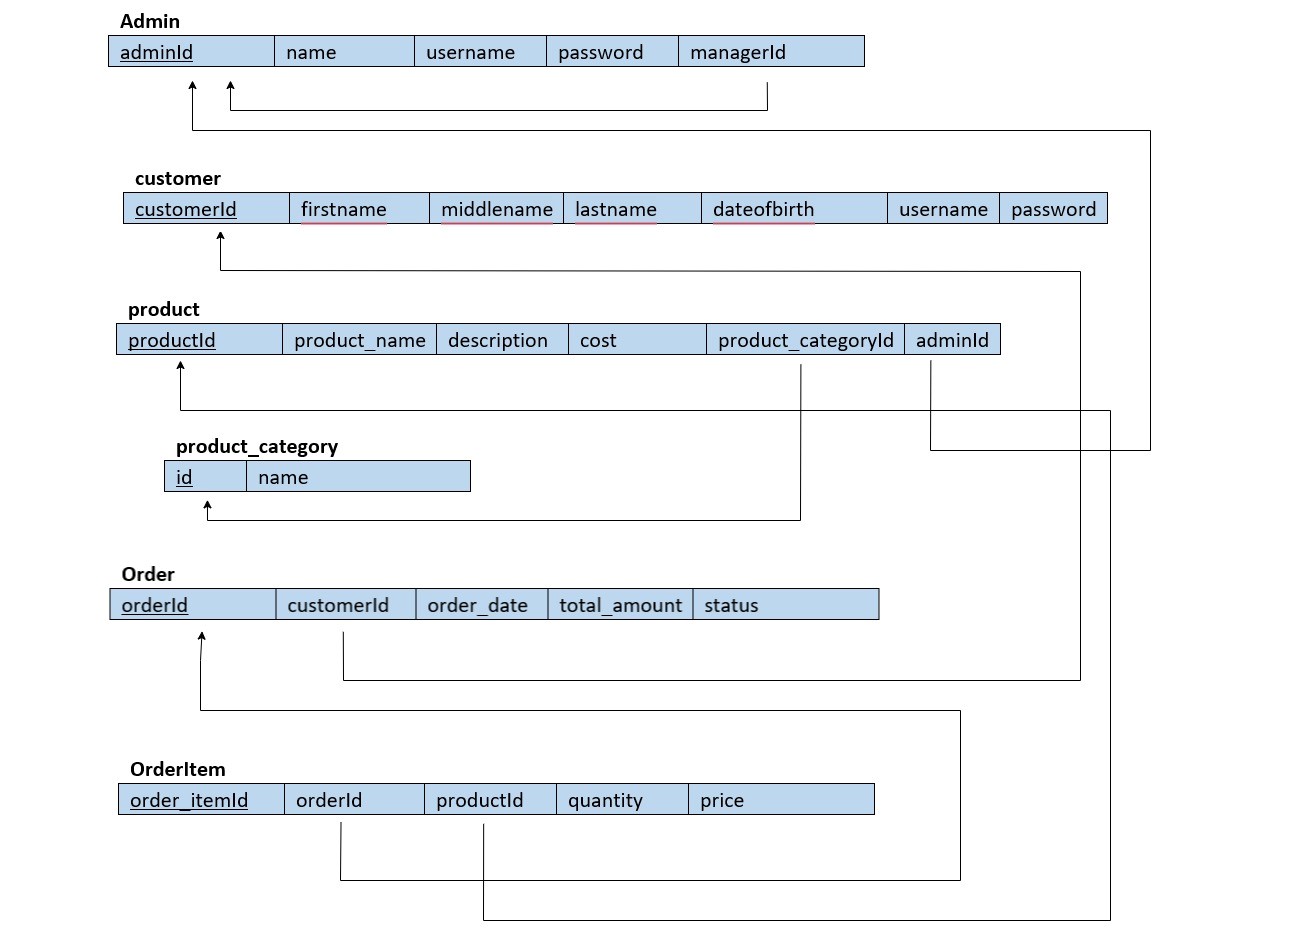 Admin
adminId name username password managerId
customer
customerId firstname middlename lastname dateofbirth username password
product
productId product_name description cost product_categoryId adminId
product_category
id name
Order
orderId customerId order_date total_amount status
OrderItem
order_itemId orderId productId quantity price